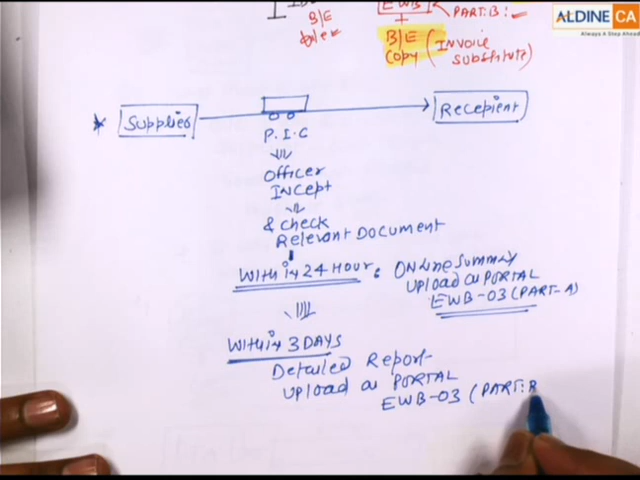 ALDINE CA
Always A Step Ahead
EWB
PART.B:
B/E
+
B/E
Copy (Invoice
Substitute)
* Supplier
Recepient
P.I.C
Officer
INCept
& check
Relevant DOCUMENT
WITHIN 24 HOUR : ONLINE SUMMARY
UPLOAD on PORTAL
EWB-03 (PART-A)
WITHIN 3 DAYS
Detailed Report
UPLOAD on PORTAL
EWB-03 (PART:B